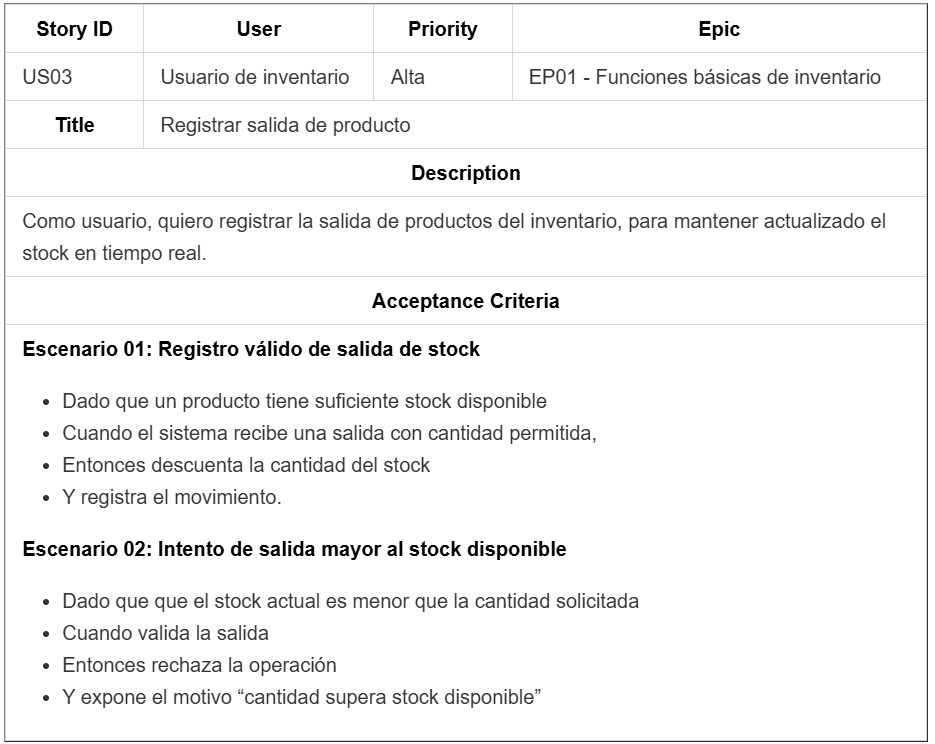 Story ID User Priority Epic
US03 Usuario de inventario Alta EP01 - Funciones básicas de inventario
Title Registrar salida de producto
Description
Como usuario, quiero registrar la salida de productos del inventario, para mantener actualizado el
stock en tiempo real.
Acceptance Criteria
Escenario 01: Registro válido de salida de stock
• Dado que un producto tiene suficiente stock disponible
• Cuando el sistema recibe una salida con cantidad permitida,
• Entonces descuenta la cantidad del stock
• Y registra el movimiento.
Escenario 02: Intento de salida mayor al stock disponible
• Dado que que el stock actual es menor que la cantidad solicitada
• Cuando valida la salida
• Entonces rechaza la operación
• Y expone el motivo “cantidad supera stock disponible”